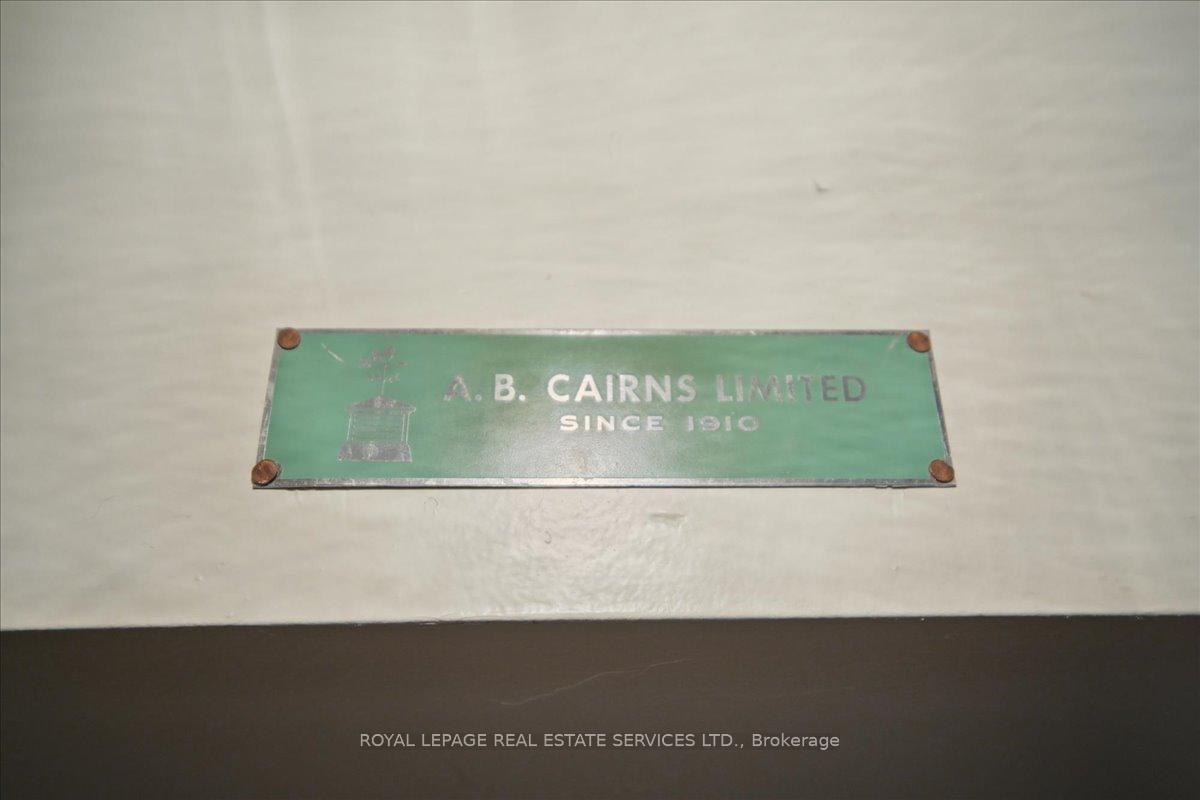 A. B. CAIRNS LIMITED
SINCE 1910
ROYAL LEPAGE REAL ESTATE SERVICES LTD., Brokerage